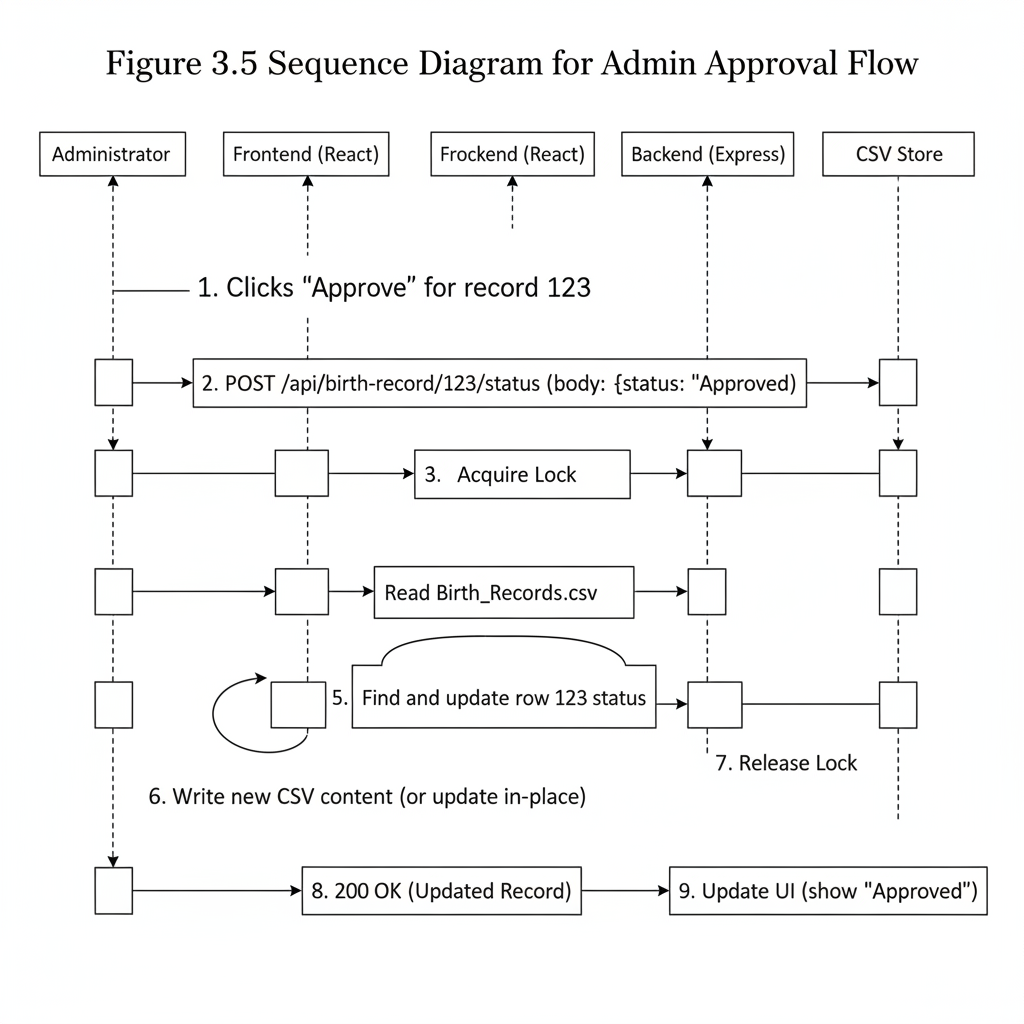 Figure 3.5 Sequence Diagram for Admin Approval Flow
Administrator
Frontend (React)
Frockend (React)
Backend (Express)
CSV Store
1. Clicks “Approve” for record 123
2. POST /api/birth-record/123/status (body: {status: "Approved)
3. Acquire Lock
Read Birth_Records.csv
5. Find and update row 123 status
7. Release Lock
6. Write new CSV content (or update in-place)
8. 200 OK (Updated Record)
9. Update UI (show "Approved")